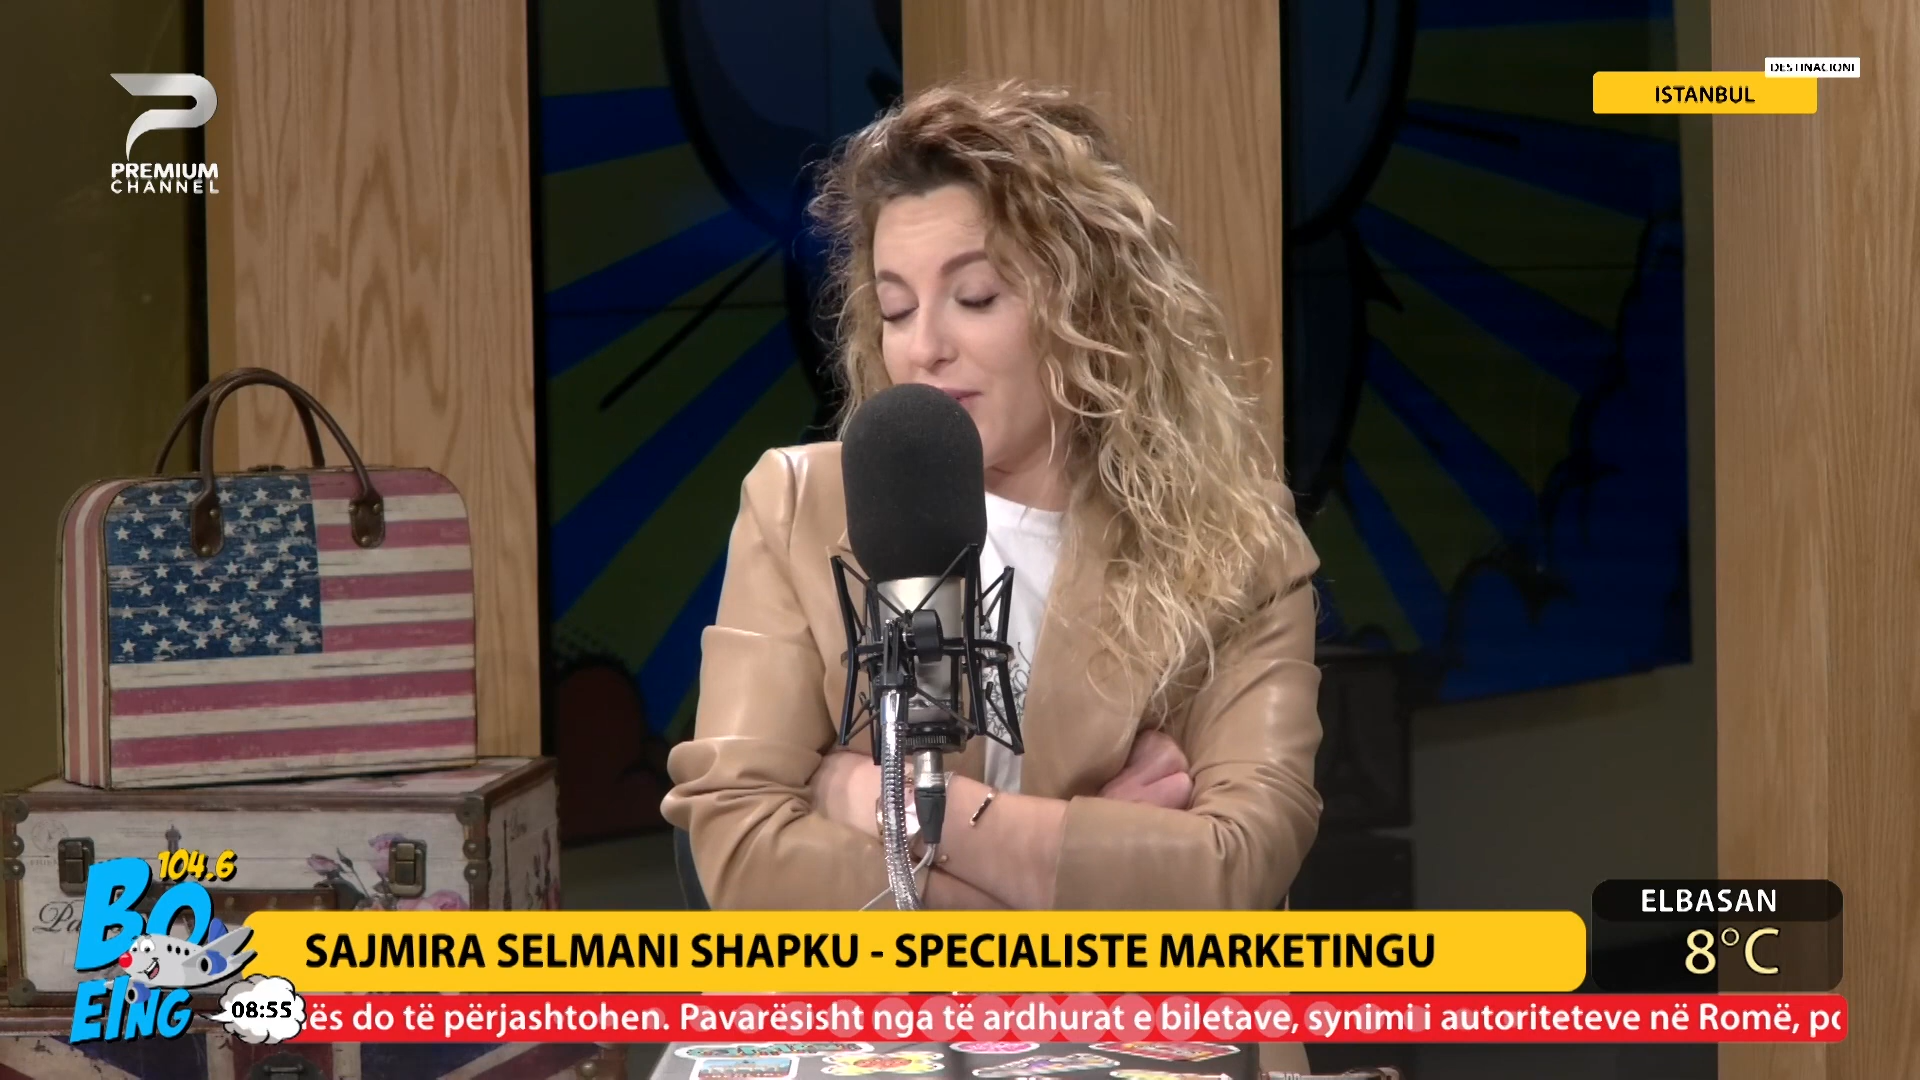 PREMIUM
CHANNEL
DESTINACIONI
ISTANBUL
104.6
BO
EING
SAJMIRA SELMANI SHAPKU - SPECIALISTE MARKETINGU
ELBASAN
8°C
08:55
ës do të përjashtohen. Pavarësisht nga të ardhurat e biletave, synimi i autoriteteve në Romë, po